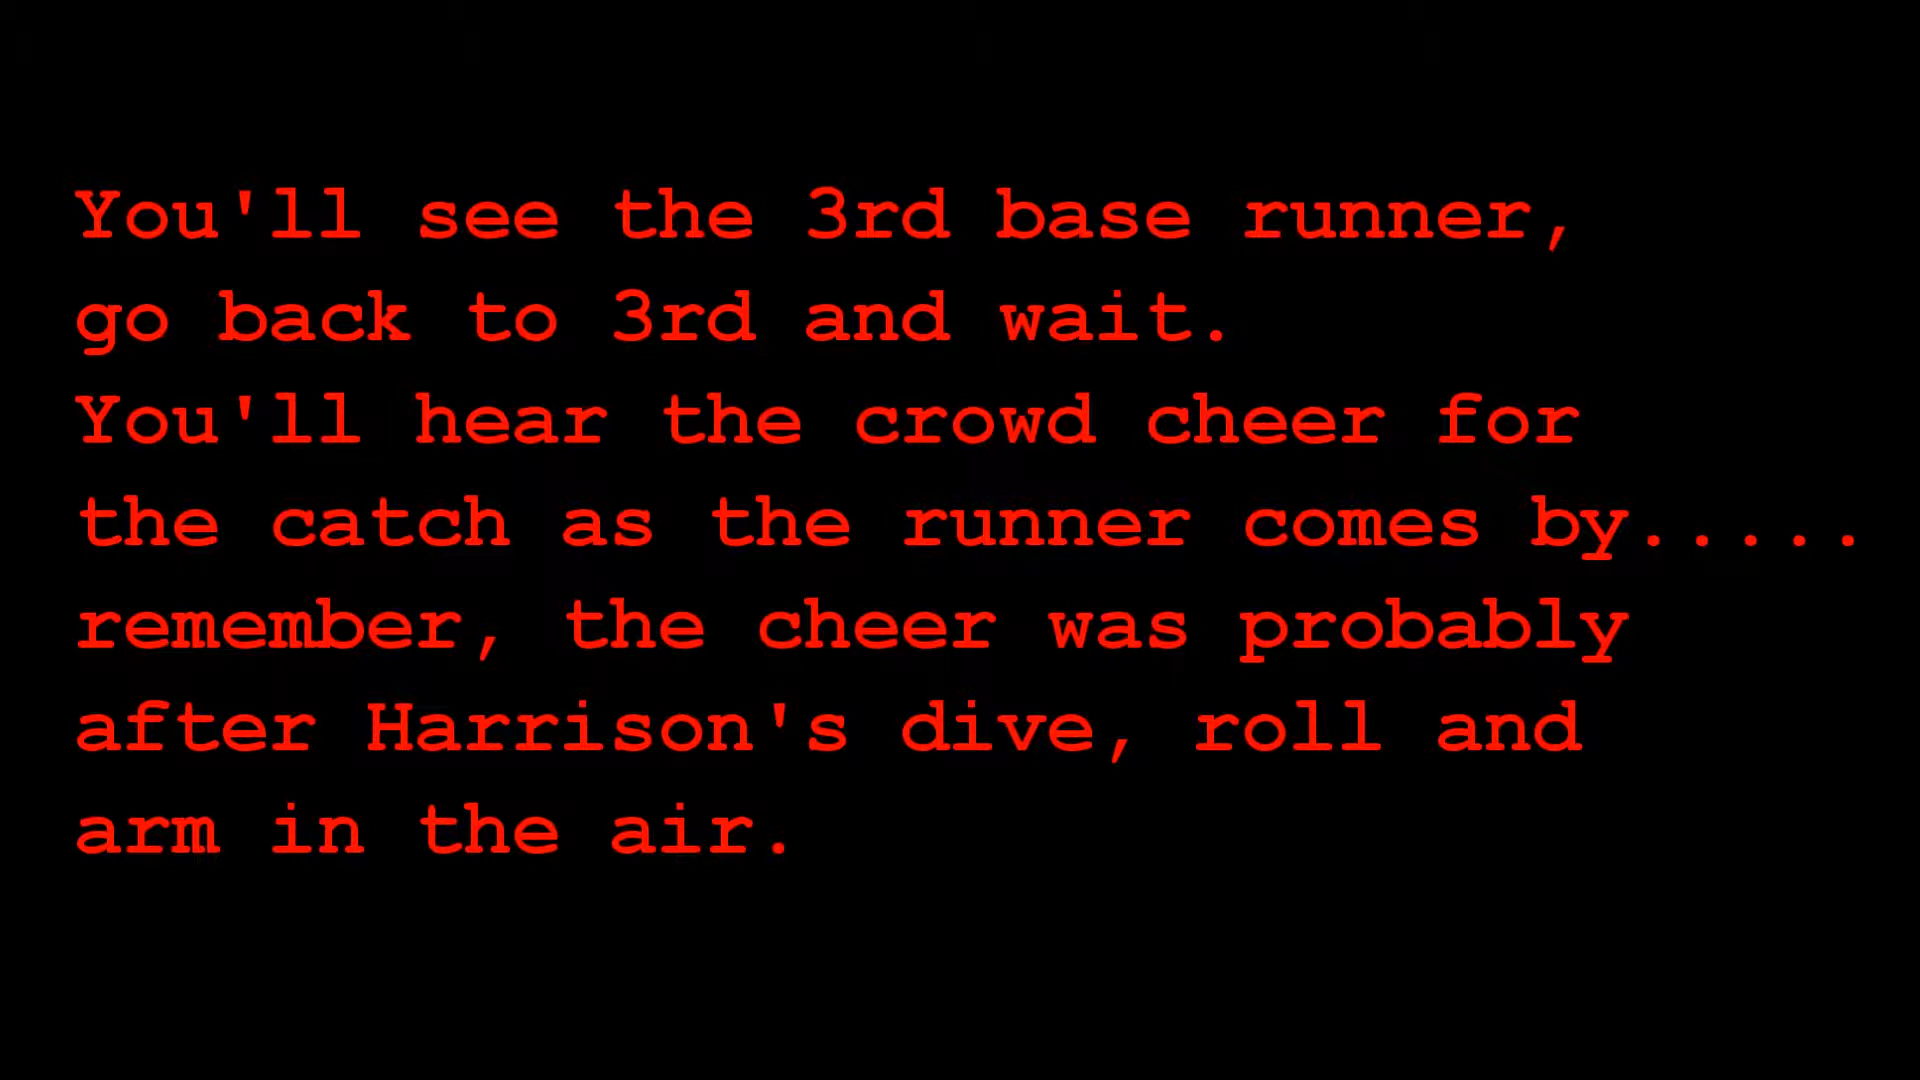 You'll see the 3rd base runner,
go back to 3rd and wait.
You'll hear the crowd cheer for
the catch as the runner comes by.....
remember, the cheer was probably
after Harrison's dive, roll and
arm in the air.